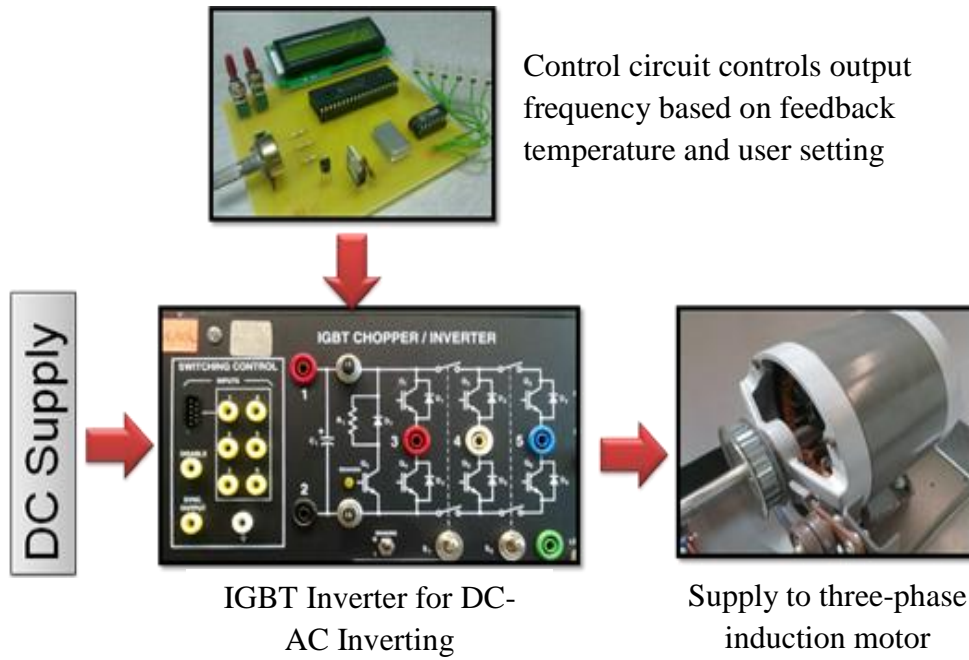 Control circuit controls output
frequency based on feedback
temperature and user setting
DC Supply
IGBT CHOPPER / INVERTER
SWITCHING CONTROL
INPUTS
1
2
3
4
5
IGBT Inverter for DC-
AC Inverting
Supply to three-phase
induction motor